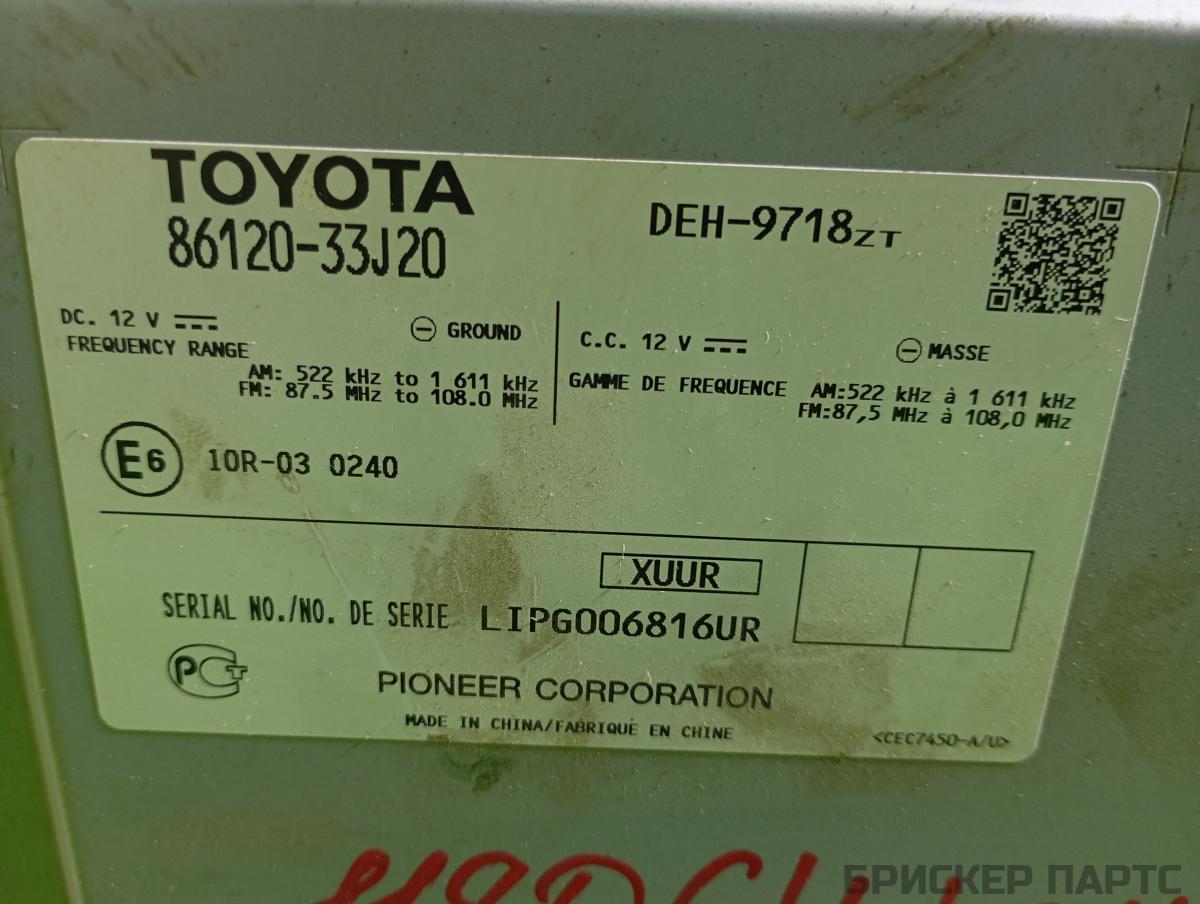 TOYOTA
86120-33J20
DEH-9718ZT
DC. 12 V
GROUND
FREQUENCY RANGE
AM: 522 kHz to 1 611 kHz
FM: 87.5 MHz to 108.0 MHz
C.C. 12 V
MASSE
GAMME DE FREQUENCE AM:522 kHz à 1 611 kHz
FM:87,5 MHz à 108,0 MHz
E6 10R-03 0240
XUUR
SERIAL NO./NO. DE SERIE LIPG006816UR
PIONEER CORPORATION
MADE IN CHINA/FABRIQUÉ EN CHINE
<CEC7450-A/U>
БРИСКЕР ПАРТС